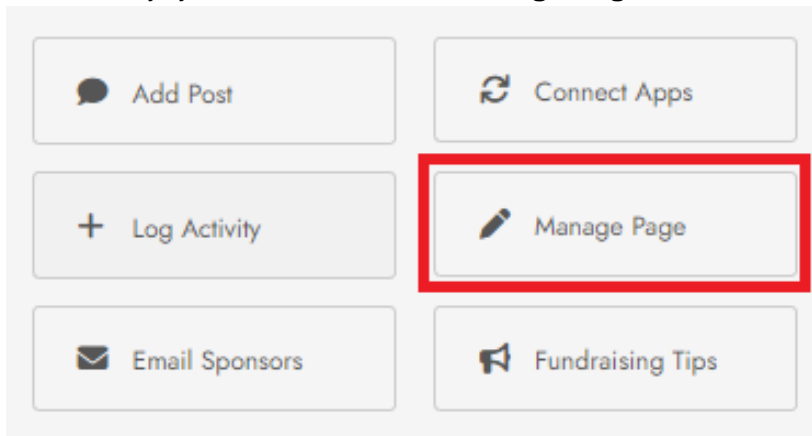 Add Post
Connect Apps
Log Activity
Manage Page
Email Sponsors
Fundraising Tips